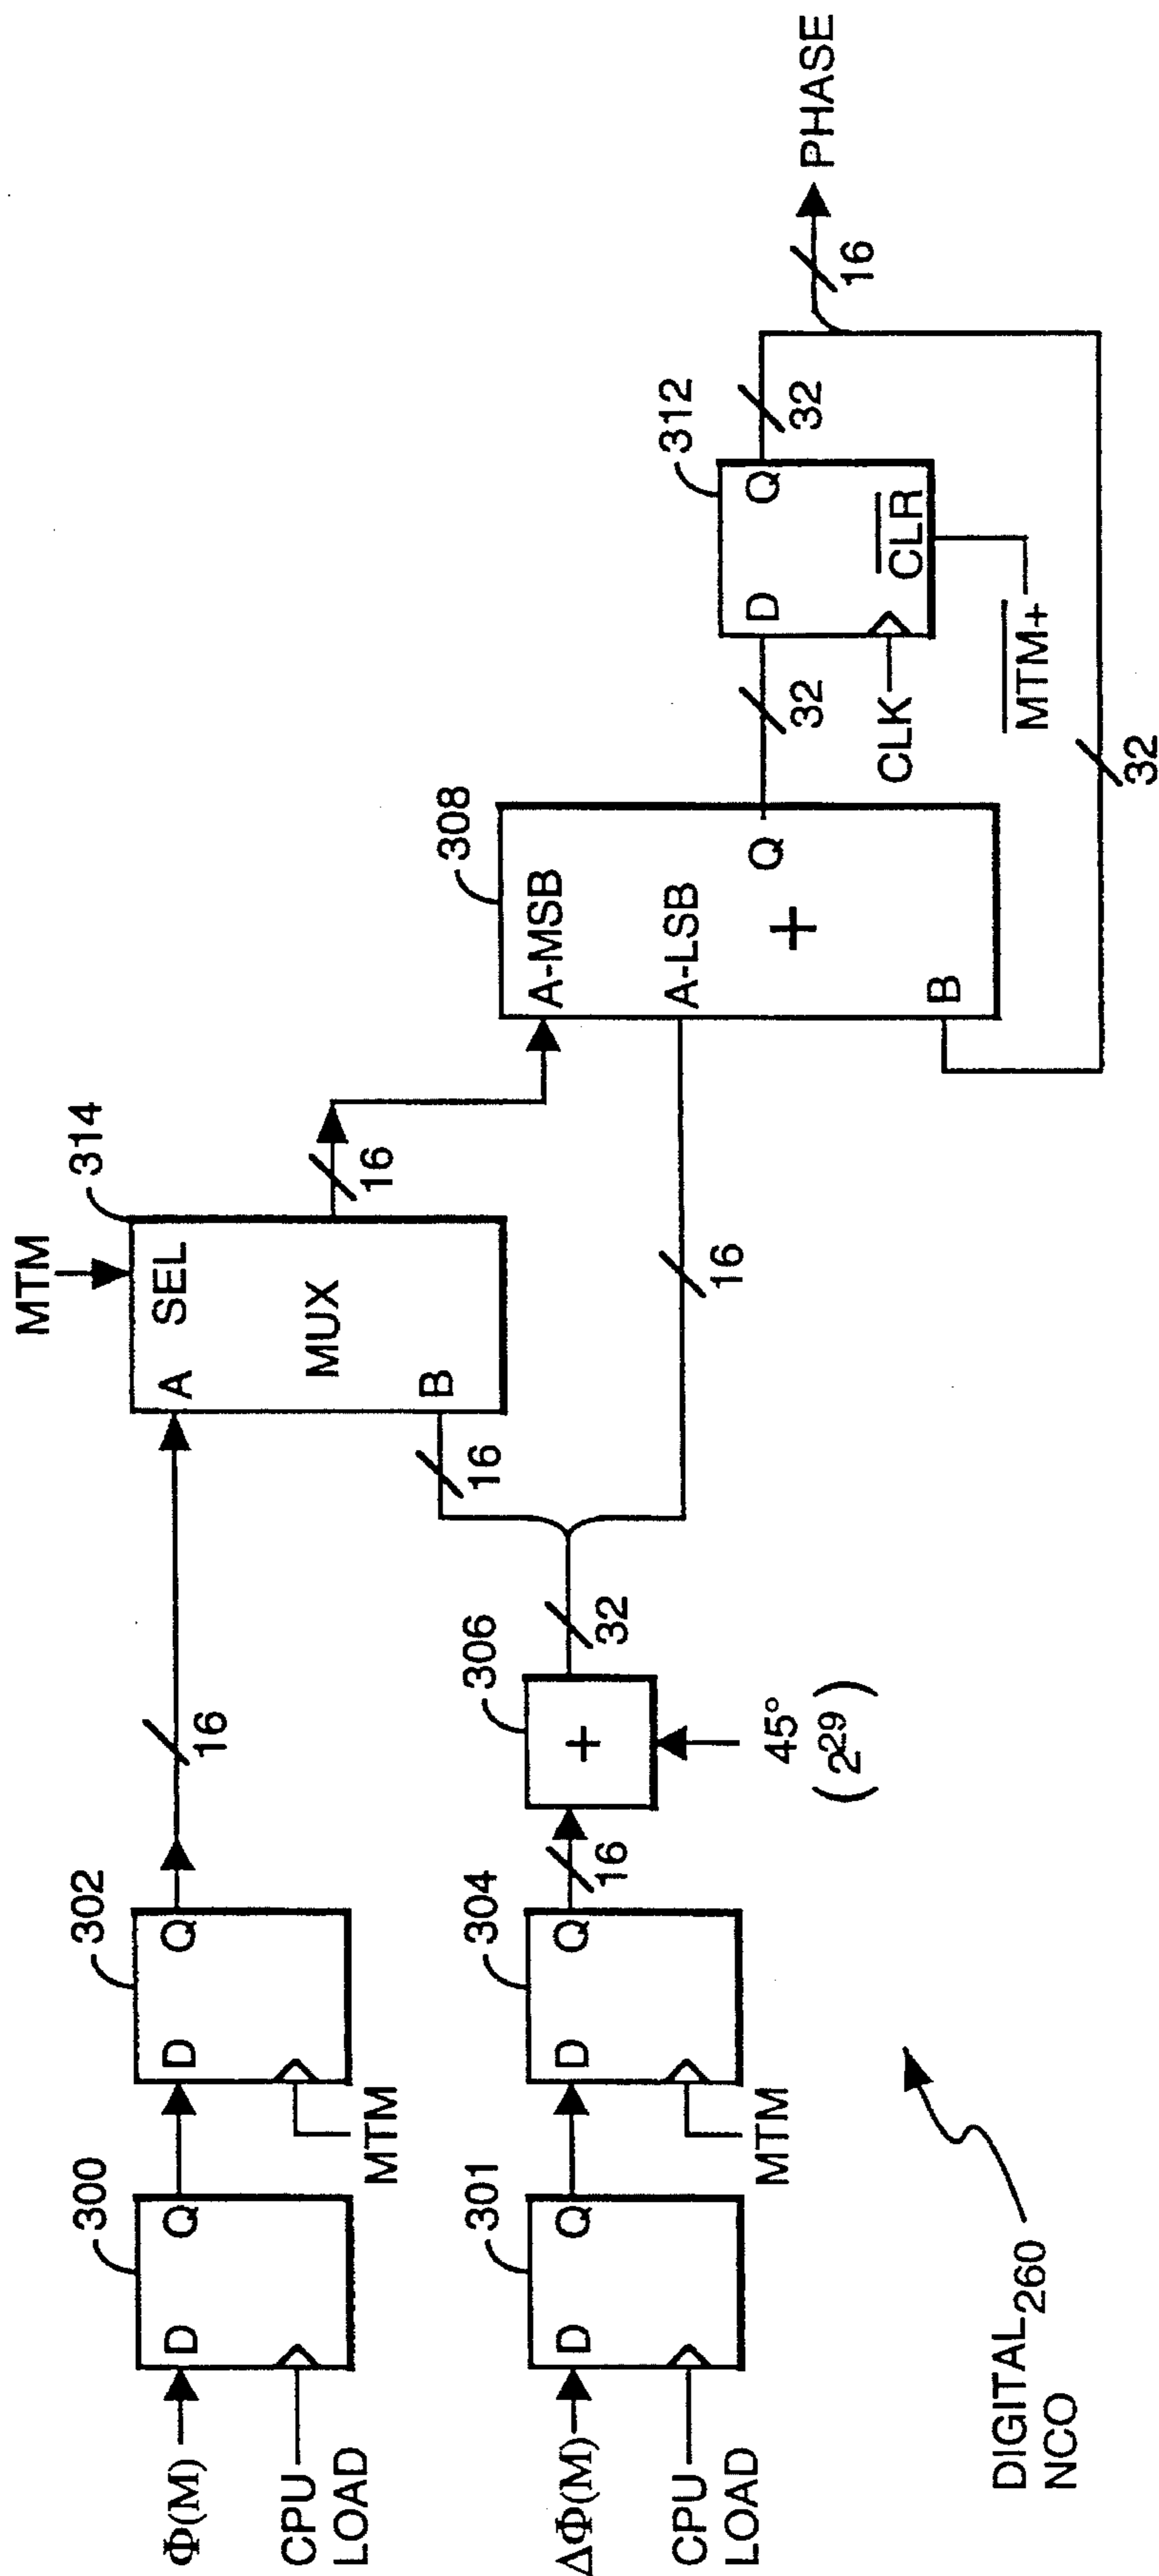 Φ(M)
CPU
LOAD
D
Q
300
MTM
D
Q
302
16
MTM
A
SEL
MUX
B
314
16
16
ΔΦ(M)
CPU
LOAD
D
Q
301
MTM
D
Q
304
16
+
306
45°
(2²⁹)
32
16
A-MSB
A-LSB
Q
+
B
308
32
D
Q
CLR
312
CLK
MTM+
32
32
16
PHASE
DIGITAL
NCO
260